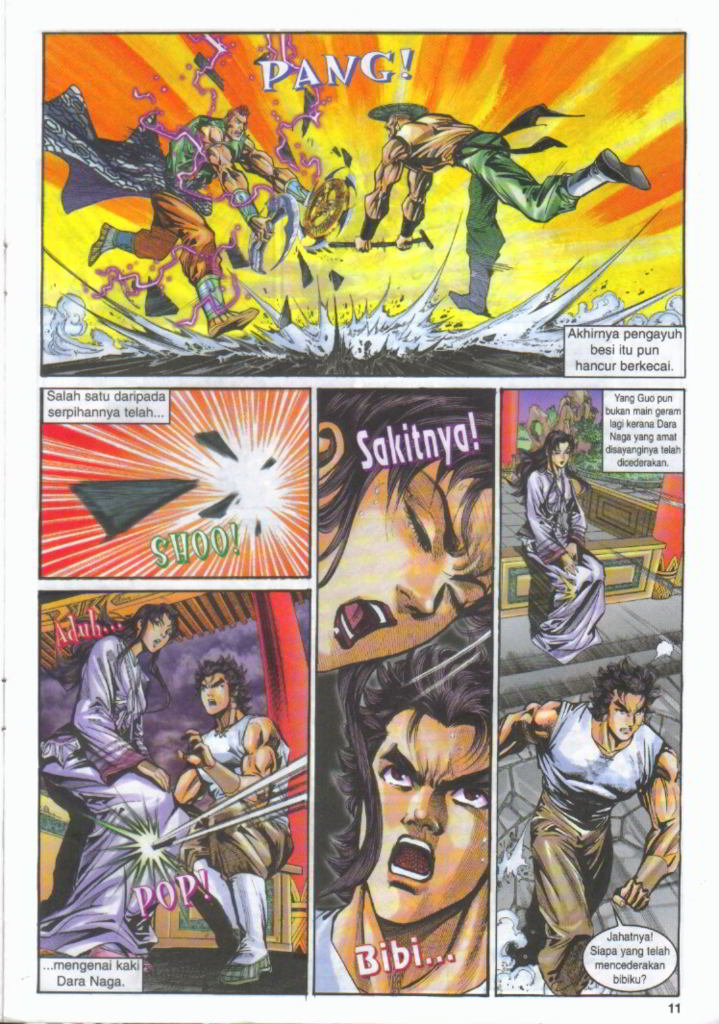 PANG!
Akhirnya pengayuh
besi itu pun
hancur berkecai.
Salah satu daripada
serpihannya telah...
SHOO!
Aduh...
POP!
...mengenai kaki
Dara Naga.
Sakitnya!
Bibi...
Yang Guo pun
bukan main geram
lagi kerana Dara
Naga yang amat
disayanginya telah
dicederakan.
Jahatnya!
Siapa yang telah
mencederakan
bibiku?
11